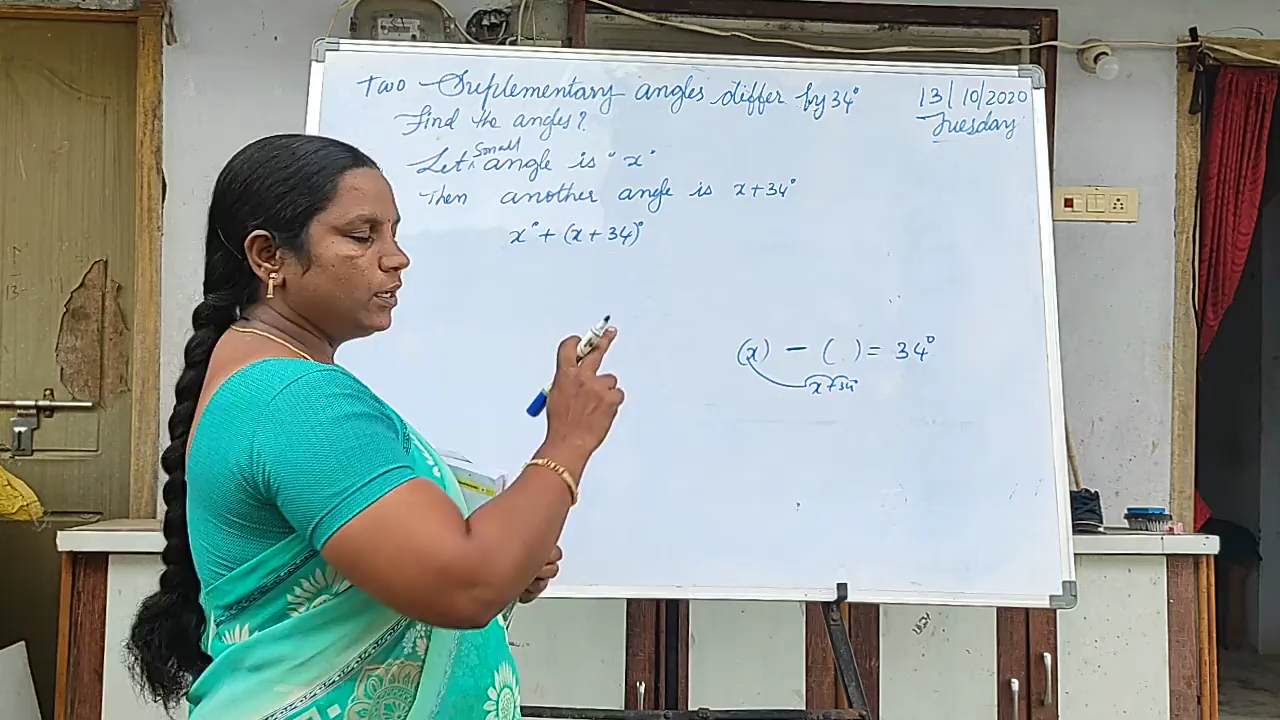 Two Suplementary angles differ by 34°
13/10/2020
Tuesday
Find the angles?
Let small angle is "x"
Then another angle is x+34°
x° + (x + 34)°
(x) - ( ) = 34°
x+34°